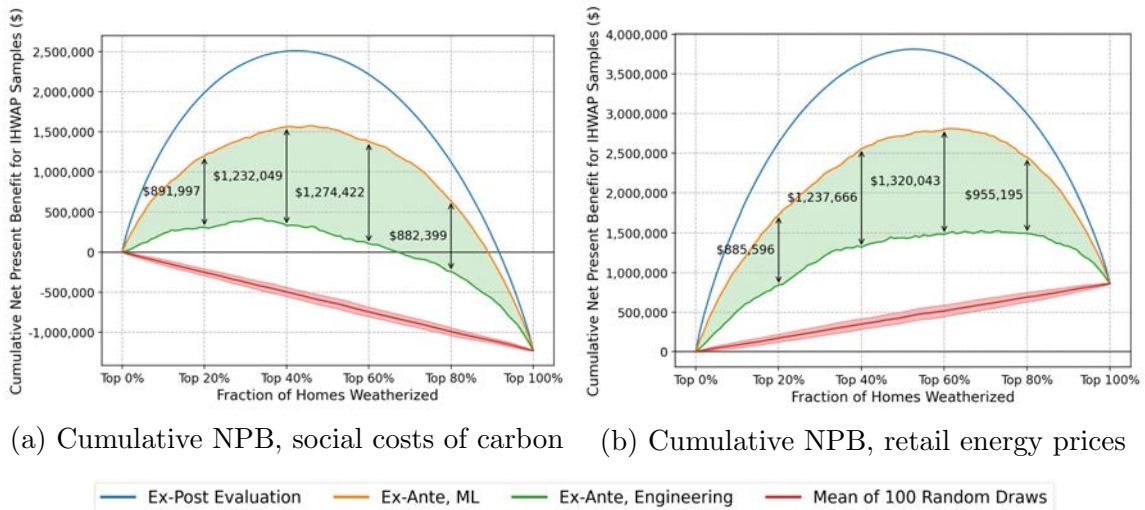 Cumulative Net Present Benefit for IHWAP Samples ($)
2,500,000
2,000,000
1,500,000
1,000,000
500,000
0
-500,000
-1,000,000
$891,997
$1,232,049
$1,274,422
$882,399
Top 0% Top 20% Top 40% Top 60% Top 80% Top 100%
Fraction of Homes Weatherized
(a) Cumulative NPB, social costs of carbon
Cumulative Net Present Benefit for IHWAP Samples ($)
4,000,000
3,500,000
3,000,000
2,500,000
2,000,000
1,500,000
1,000,000
500,000
0
$885,596
$1,237,666
$1,320,043
$955,195
Top 0% Top 20% Top 40% Top 60% Top 80% Top 100%
Fraction of Homes Weatherized
(b) Cumulative NPB, retail energy prices
Ex-Post Evaluation Ex-Ante, ML Ex-Ante, Engineering Mean of 100 Random Draws